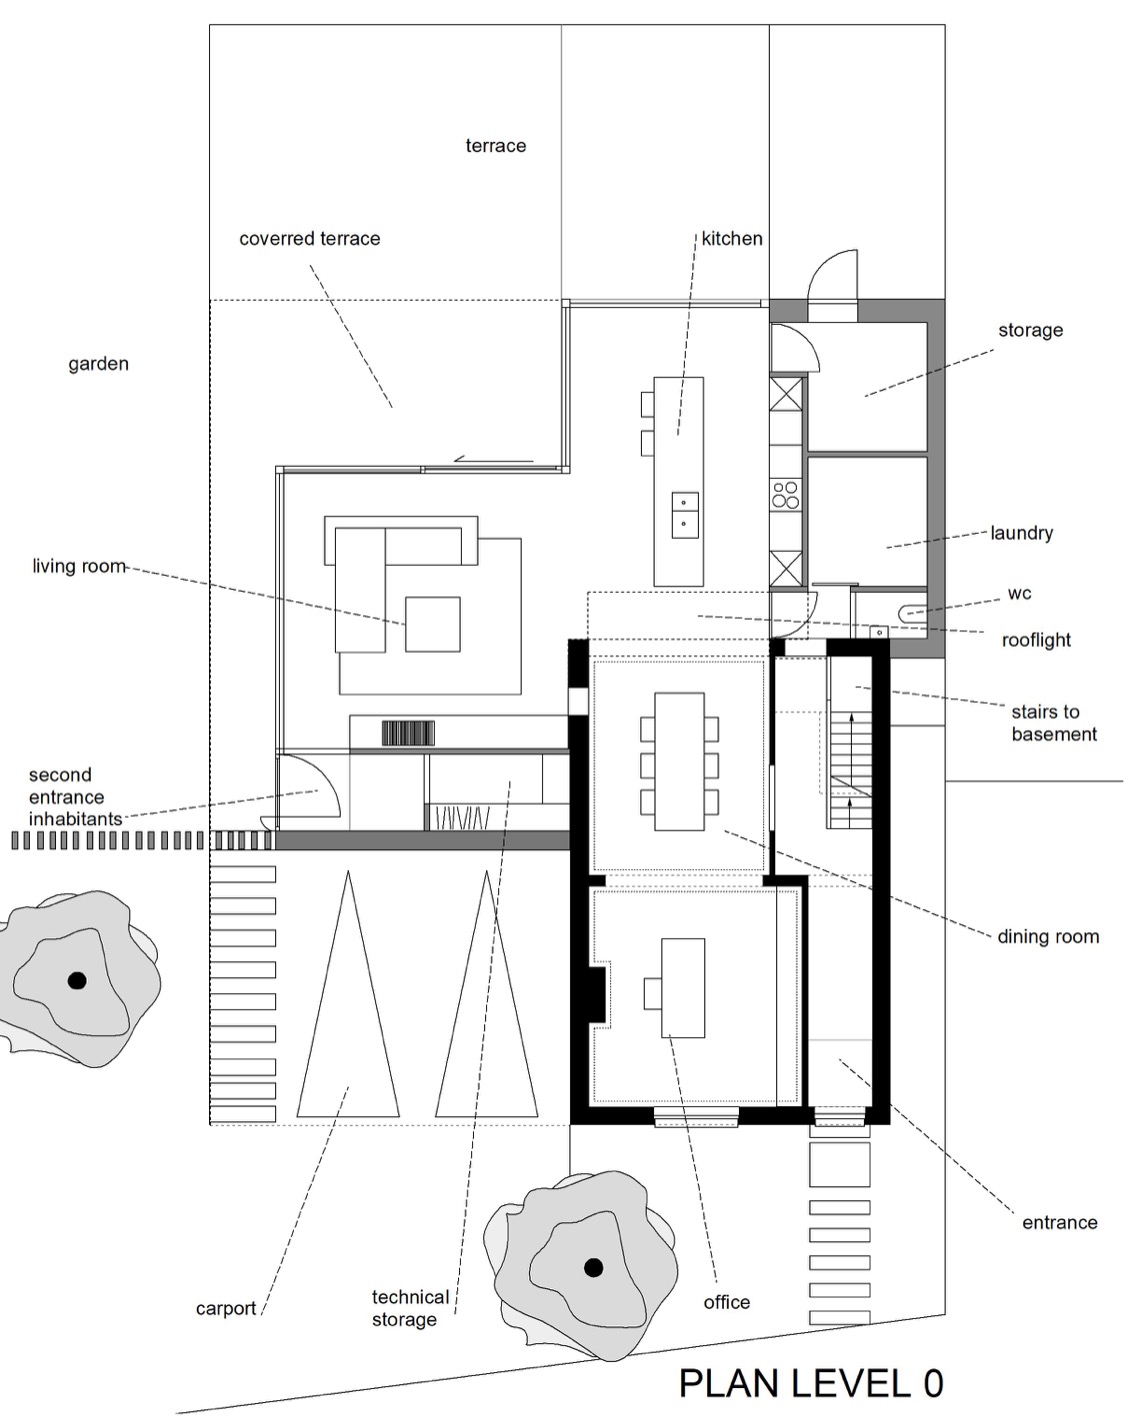 terrace
coverred terrace
kitchen
storage
garden
laundry
living room
wc
rooflight
stairs to
basement
second
entrance
inhabitants
dining room
entrance
technical
storage
carport
office
PLAN LEVEL 0